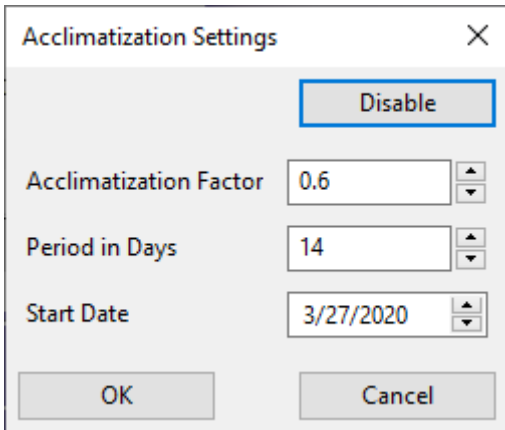 Acclimatization Settings
Disable
Acclimatization Factor 0.6
Period in Days 14
Start Date 3/27/2020
OK Cancel